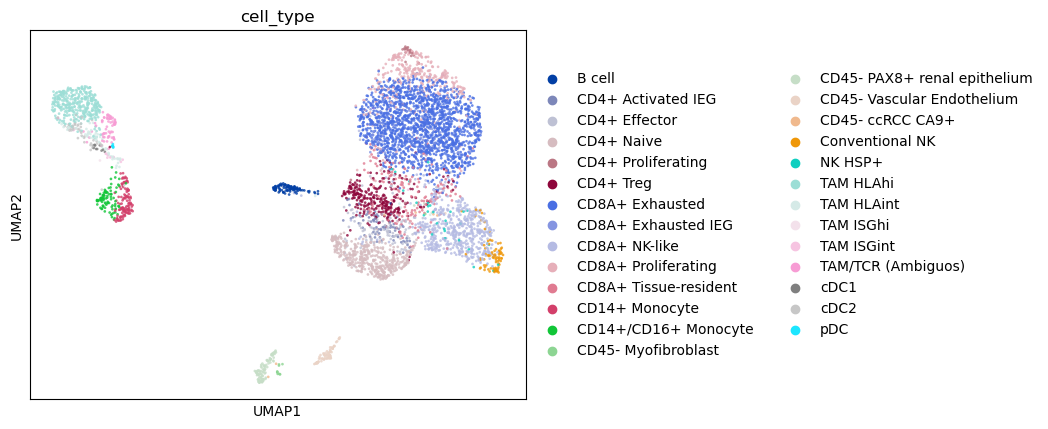 cell_type
UMAP2
UMAP1
B cell
CD4+ Activated IEG
CD4+ Effector
CD4+ Naive
CD4+ Proliferating
CD4+ Treg
CD8A+ Exhausted
CD8A+ Exhausted IEG
CD8A+ NK-like
CD8A+ Proliferating
CD8A+ Tissue-resident
CD14+ Monocyte
CD14+/CD16+ Monocyte
CD45- Myofibroblast
CD45- PAX8+ renal epithelium
CD45- Vascular Endothelium
CD45- ccRCC CA9+
Conventional NK
NK HSP+
TAM HLAhi
TAM HLAint
TAM ISGhi
TAM ISGint
TAM/TCR (Ambiguos)
cDC1
cDC2
pDC